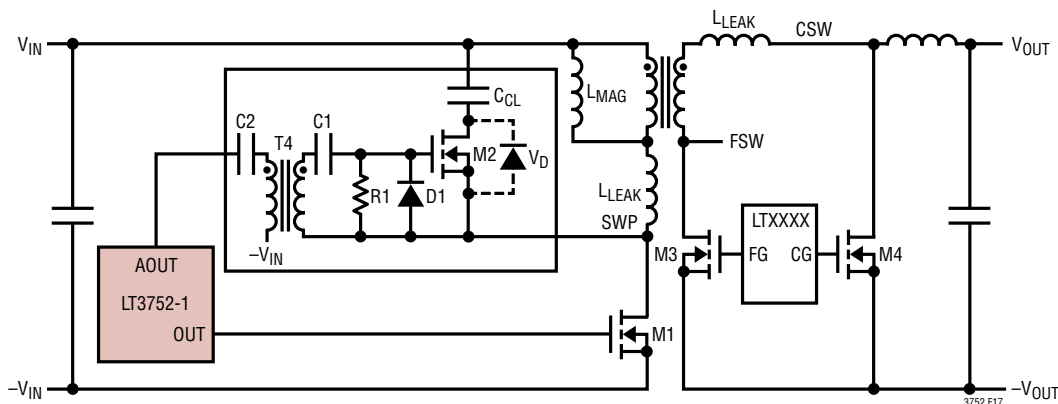 L_LEAK
CSW
V_IN
V_OUT
C_CL
L_MAG
C2
T4
C1
M2
V_D
FSW
R1
D1
L_LEAK
SWP
LTXXXX
–V_IN
M3
FG
CG
M4
AOUT
LT3752-1
OUT
M1
–V_IN
–V_OUT
3752 F17